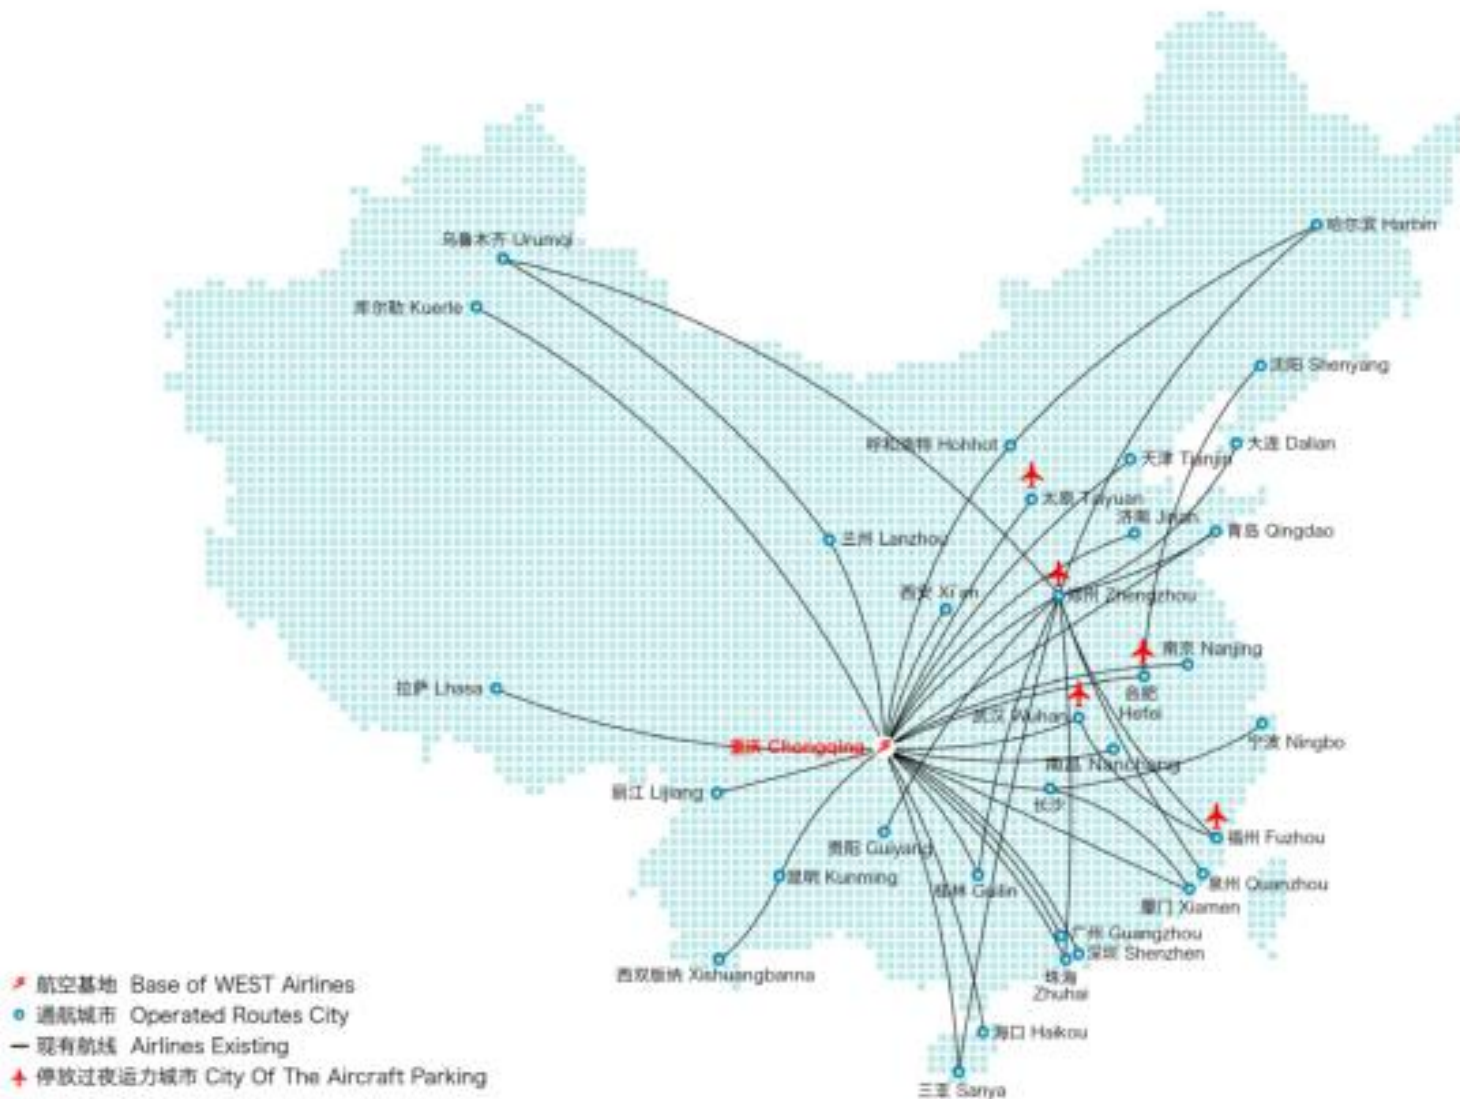 哈尔滨 Harbin
乌鲁木齐 Urumqi
库尔勒 Kuerle
沈阳 Shenyang
呼和浩特 Hohhot
大连 Dalian
天津 Tianjin
太原 Taiyuan
济南 Jinan
青岛 Qingdao
兰州 Lanzhou
西安 Xi'an
郑州 Zhengzhou
南京 Nanjing
拉萨 Lhasa
合肥
Hefei
武汉 Wuhan
宁波 Ningbo
重庆 Chongqing
南昌 Nanchang
丽江 Lijiang
长沙
福州 Fuzhou
贵阳 Guiyang
昆明 Kunming
桂林 Guilin
泉州 Quanzhou
厦门 Xiamen
广州 Guangzhou
深圳 Shenzhen
西双版纳 Xishuangbanna
珠海
Zhuhai
海口 Haikou
三亚 Sanya
航空基地 Base of WEST Airlines
通航城市 Operated Routes City
现有航线 Airlines Existing
停放过夜运力城市 City Of The Aircraft Parking